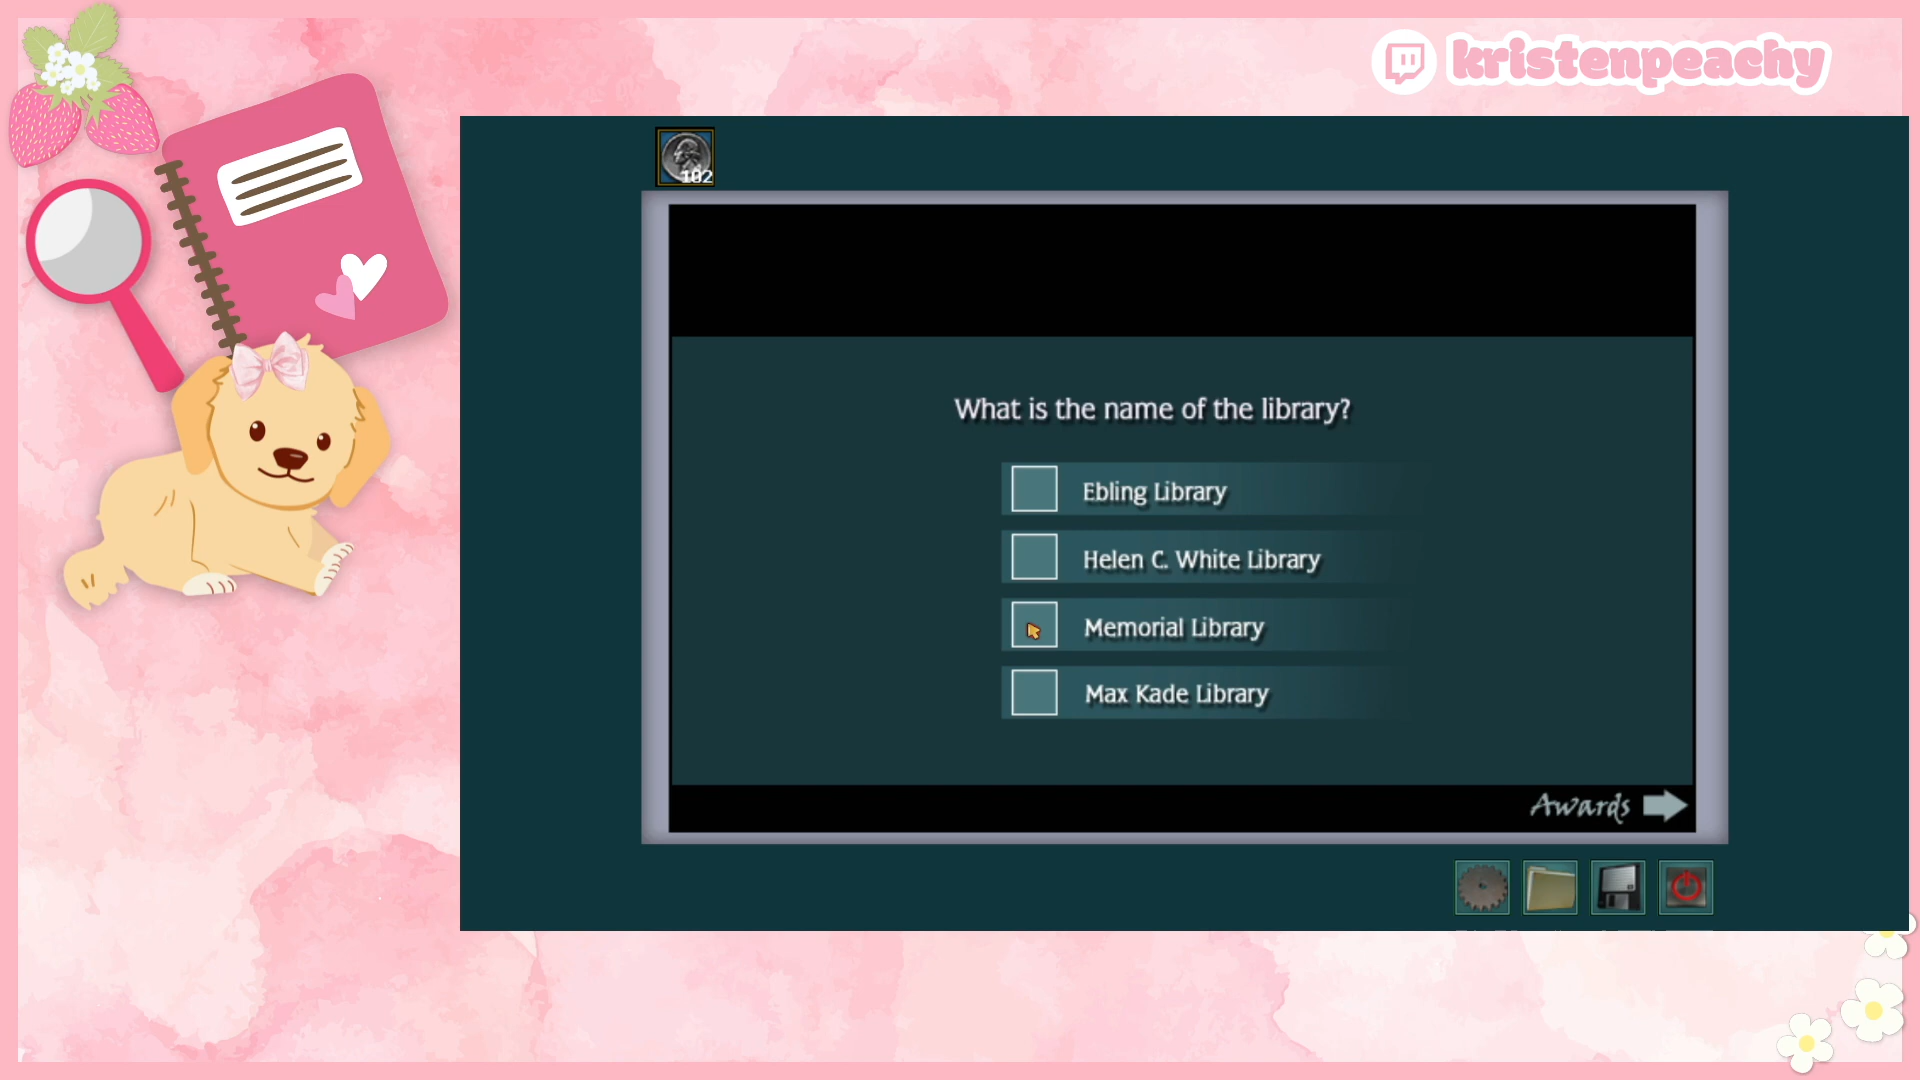 kristenpeachy
102
What is the name of the library?
Ebling Library
Helen C. White Library
Memorial Library
Max Kade Library
Awards